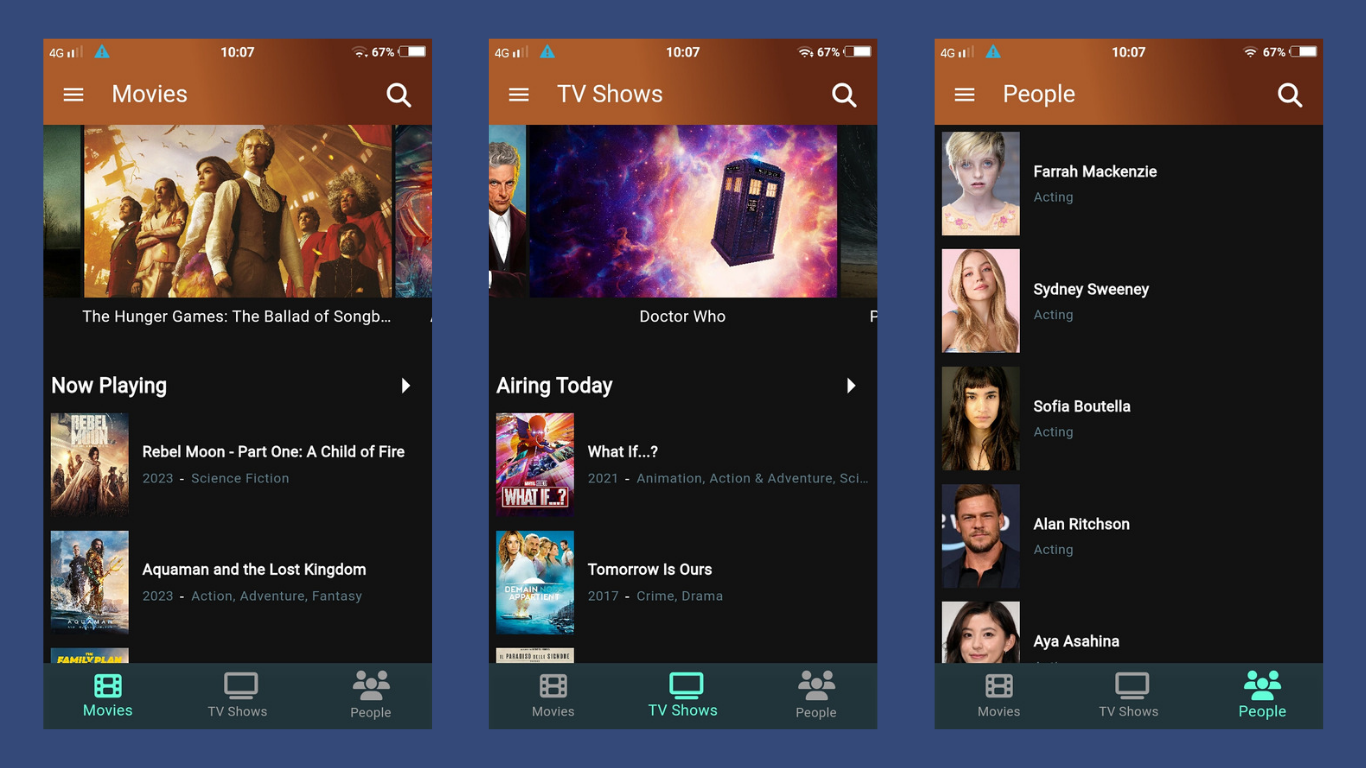 4G 10:07 67%
Movies
The Hunger Games: The Ballad of Songb...
Now Playing
REBEL
MOON
Rebel Moon - Part One: A Child of Fire
2023 - Science Fiction
Aquaman and the Lost Kingdom
2023 - Action, Adventure, Fantasy
AQUAMAN
THE
FAMILY PLAN
Movies TV Shows People
4G 10:07 67%
TV Shows
Doctor Who
P
Airing Today
WHAT IF...?
What If...?
2021 - Animation, Action & Adventure, Sci...
DEMAIN NOUS
APPARTIENT
Tomorrow Is Ours
2017 - Crime, Drama
IL PARADISO DELLE SIGNORE
Movies TV Shows People
4G 10:07 67%
People
Farrah Mackenzie
Acting
Sydney Sweeney
Acting
Sofia Boutella
Acting
Alan Ritchson
Acting
Aya Asahina
Movies TV Shows People